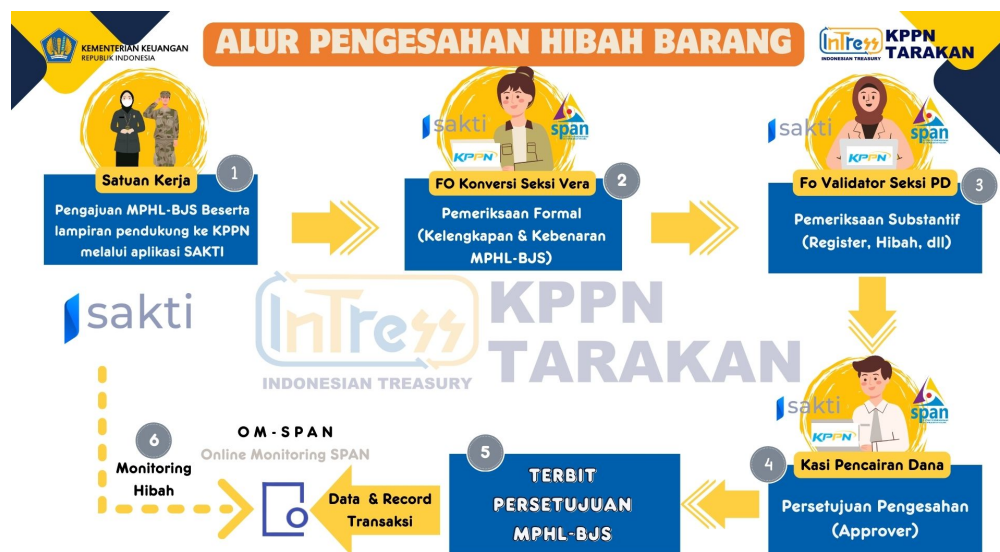 KEMENTERIAN KEUANGAN
REPUBLIK INDONESIA
ALUR PENGESAHAN HIBAH BARANG
InTress
INDONESIAN TREASURY
KPPN
TARAKAN
sakti
span
KPPN
sakti
span
KPPN
Satuan Kerja
1
Pengajuan MPHL-BJS Beserta
lampiran pendukung ke KPPN
melalui aplikasi SAKTI
FO Konversi Seksi Vera
2
Pemeriksaan Formal
(Kelengkapan & Kebenaran
MPHL-BJS)
Fo Validator Seksi PD
3
Pemeriksaan Substantif
(Register, Hibah, dll)
sakti
InTress
INDONESIAN TREASURY
KPPN
TARAKAN
sakti
span
KPPN
4
Kasi Pencairan Dana
Persetujuan Pengesahan
(Approver)
5
TERBIT
PERSETUJUAN
MPHL-BJS
Data & Record
Transaksi
OM-SPAN
Online Monitoring SPAN
6
Monitoring
Hibah